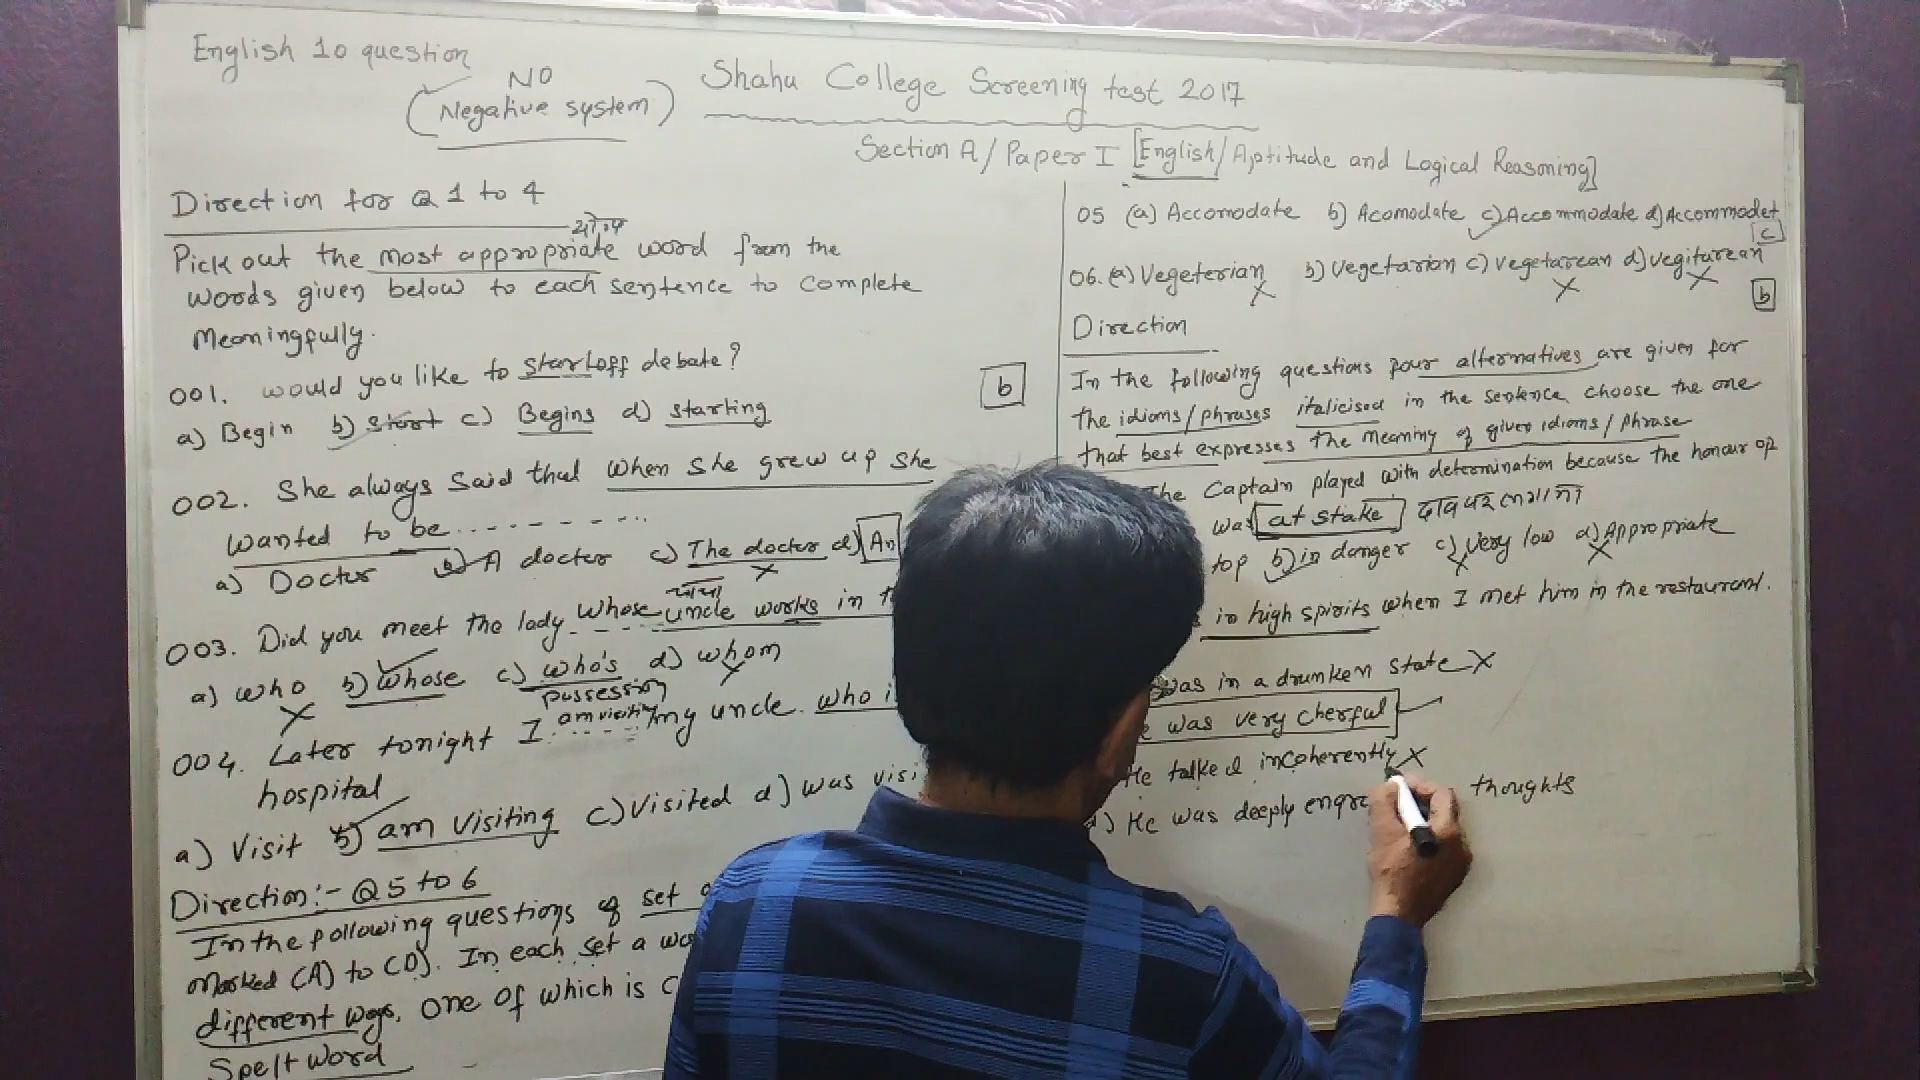 English 10 question
NO
(Negative system)
Shahu College Screening test 2017
Section A/Paper I [English/Aptitude and Logical Reasoning]
Direction for Q 1 to 4
योग्य
Pick out the most appropriate word from the
words given below to each sentence to complete
Meaningfully.
001. would you like to start off debate?
a) Begin b) start c) Begins d) starting
b
002. She always said that when she grew up she
wanted to be
a) Doctor b) A doctor c) The doctor d) An
003. Did you meet the lady whose uncle works in
a) who b) whose c) who's d) whom
possession
004. Later tonight I am visiting my uncle. who
hospital
a) Visit b) am visiting c) Visited d) was
Direction:- Q 5 to 6
In the following questions of set
Marked (A) to (D). In each set a
different ways. One of which is
Spelt word
05 (a) Accomodate b) Acomodate c) Accommodate d) Accommodet
c
06. (a) Vegeterian b) Vegetarian c) Vegetarean d) Vegitarean
b
Direction
In the following questions four alternatives are given for
the idioms/phrases italicised in the sentence choose the one
that best expresses the meaning of given idioms/Phrase
Captain played with determination because the honour of
was at stake दाव पर लगाना
top b) in danger c) Very low d) Appropriate
in high spirits when I met him in the restaurant.
was in a drunken state
was very cherful
He talked incoherently
He was deeply thoughts